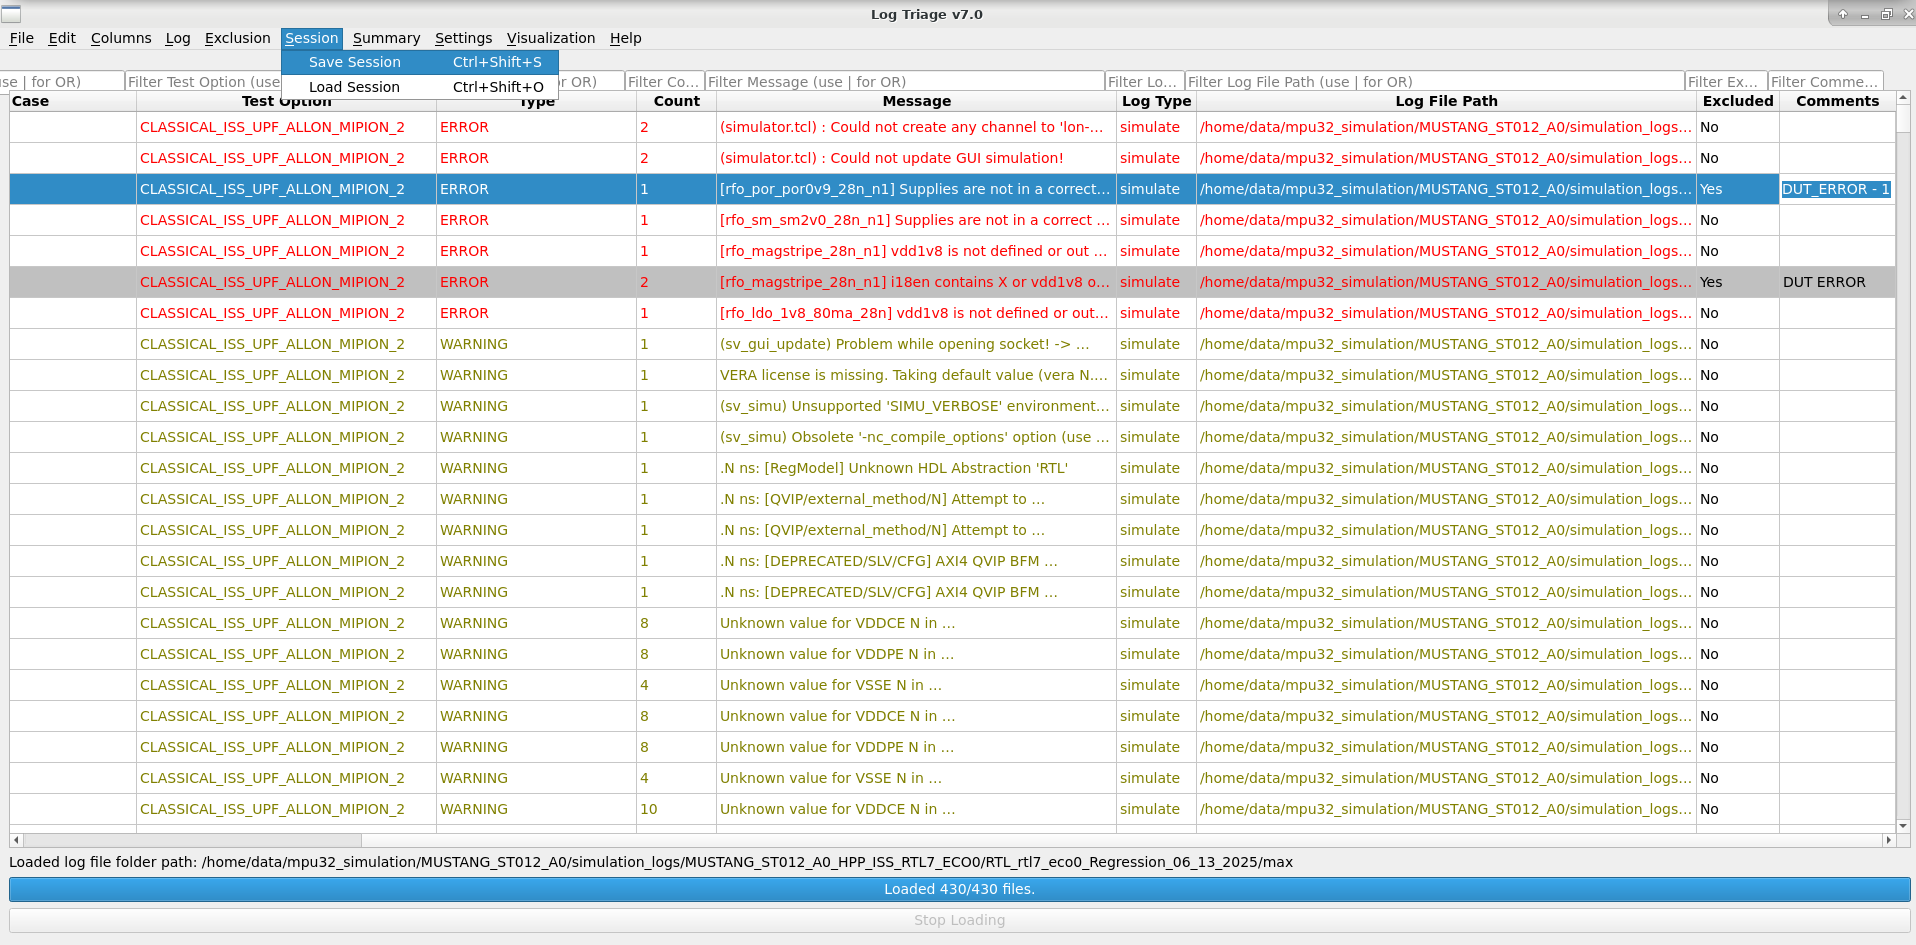 Log Triage v7.0
File Edit Columns Log Exclusion Session Summary Settings Visualization Help
Save Session Ctrl+Shift+S
Load Session Ctrl+Shift+O
use | for OR) Filter Test Option (use for OR) Filter Co... Filter Message (use | for OR) Filter Lo... Filter Log File Path (use | for OR) Filter Ex... Filter Comme...
Case Test Option Type Count Message Log Type Log File Path Excluded Comments
CLASSICAL_ISS_UPF_ALLON_MIPION_2 ERROR 2 (simulator.tcl) : Could not create any channel to 'lon-... simulate /home/data/mpu32_simulation/MUSTANG_ST012_A0/simulation_logs... No
CLASSICAL_ISS_UPF_ALLON_MIPION_2 ERROR 2 (simulator.tcl) : Could not update GUI simulation! simulate /home/data/mpu32_simulation/MUSTANG_ST012_A0/simulation_logs... No
CLASSICAL_ISS_UPF_ALLON_MIPION_2 ERROR 1 [rfo_por_por0v9_28n_n1] Supplies are not in a correct... simulate /home/data/mpu32_simulation/MUSTANG_ST012_A0/simulation_logs... Yes DUT_ERROR - 1
CLASSICAL_ISS_UPF_ALLON_MIPION_2 ERROR 1 [rfo_sm_sm2v0_28n_n1] Supplies are not in a correct ... simulate /home/data/mpu32_simulation/MUSTANG_ST012_A0/simulation_logs... No
CLASSICAL_ISS_UPF_ALLON_MIPION_2 ERROR 1 [rfo_magstripe_28n_n1] vdd1v8 is not defined or out ... simulate /home/data/mpu32_simulation/MUSTANG_ST012_A0/simulation_logs... No
CLASSICAL_ISS_UPF_ALLON_MIPION_2 ERROR 2 [rfo_magstripe_28n_n1] i18en contains X or vdd1v8 o... simulate /home/data/mpu32_simulation/MUSTANG_ST012_A0/simulation_logs... Yes DUT ERROR
CLASSICAL_ISS_UPF_ALLON_MIPION_2 ERROR 1 [rfo_ldo_1v8_80ma_28n] vdd1v8 is not defined or out... simulate /home/data/mpu32_simulation/MUSTANG_ST012_A0/simulation_logs... No
CLASSICAL_ISS_UPF_ALLON_MIPION_2 WARNING 1 (sv_gui_update) Problem while opening socket! -> ... simulate /home/data/mpu32_simulation/MUSTANG_ST012_A0/simulation_logs... No
CLASSICAL_ISS_UPF_ALLON_MIPION_2 WARNING 1 VERA license is missing. Taking default value (vera N.... simulate /home/data/mpu32_simulation/MUSTANG_ST012_A0/simulation_logs... No
CLASSICAL_ISS_UPF_ALLON_MIPION_2 WARNING 1 (sv_simu) Unsupported 'SIMU_VERBOSE' environment... simulate /home/data/mpu32_simulation/MUSTANG_ST012_A0/simulation_logs... No
CLASSICAL_ISS_UPF_ALLON_MIPION_2 WARNING 1 (sv_simu) Obsolete '-nc_compile_options' option (use ... simulate /home/data/mpu32_simulation/MUSTANG_ST012_A0/simulation_logs... No
CLASSICAL_ISS_UPF_ALLON_MIPION_2 WARNING 1 .N ns: [RegModel] Unknown HDL Abstraction 'RTL' simulate /home/data/mpu32_simulation/MUSTANG_ST012_A0/simulation_logs... No
CLASSICAL_ISS_UPF_ALLON_MIPION_2 WARNING 1 .N ns: [QVIP/external_method/N] Attempt to ... simulate /home/data/mpu32_simulation/MUSTANG_ST012_A0/simulation_logs... No
CLASSICAL_ISS_UPF_ALLON_MIPION_2 WARNING 1 .N ns: [QVIP/external_method/N] Attempt to ... simulate /home/data/mpu32_simulation/MUSTANG_ST012_A0/simulation_logs... No
CLASSICAL_ISS_UPF_ALLON_MIPION_2 WARNING 1 .N ns: [DEPRECATED/SLV/CFG] AXI4 QVIP BFM ... simulate /home/data/mpu32_simulation/MUSTANG_ST012_A0/simulation_logs... No
CLASSICAL_ISS_UPF_ALLON_MIPION_2 WARNING 1 .N ns: [DEPRECATED/SLV/CFG] AXI4 QVIP BFM ... simulate /home/data/mpu32_simulation/MUSTANG_ST012_A0/simulation_logs... No
CLASSICAL_ISS_UPF_ALLON_MIPION_2 WARNING 8 Unknown value for VDDCE N in ... simulate /home/data/mpu32_simulation/MUSTANG_ST012_A0/simulation_logs... No
CLASSICAL_ISS_UPF_ALLON_MIPION_2 WARNING 8 Unknown value for VDDPE N in ... simulate /home/data/mpu32_simulation/MUSTANG_ST012_A0/simulation_logs... No
CLASSICAL_ISS_UPF_ALLON_MIPION_2 WARNING 4 Unknown value for VSSE N in ... simulate /home/data/mpu32_simulation/MUSTANG_ST012_A0/simulation_logs... No
CLASSICAL_ISS_UPF_ALLON_MIPION_2 WARNING 8 Unknown value for VDDCE N in ... simulate /home/data/mpu32_simulation/MUSTANG_ST012_A0/simulation_logs... No
CLASSICAL_ISS_UPF_ALLON_MIPION_2 WARNING 8 Unknown value for VDDPE N in ... simulate /home/data/mpu32_simulation/MUSTANG_ST012_A0/simulation_logs... No
CLASSICAL_ISS_UPF_ALLON_MIPION_2 WARNING 4 Unknown value for VSSE N in ... simulate /home/data/mpu32_simulation/MUSTANG_ST012_A0/simulation_logs... No
CLASSICAL_ISS_UPF_ALLON_MIPION_2 WARNING 10 Unknown value for VDDCE N in ... simulate /home/data/mpu32_simulation/MUSTANG_ST012_A0/simulation_logs... No
Loaded log file folder path: /home/data/mpu32_simulation/MUSTANG_ST012_A0/simulation_logs/MUSTANG_ST012_A0_HPP_ISS_RTL7_ECO0/RTL_rtl7_eco0_Regression_06_13_2025/max
Loaded 430/430 files.
Stop Loading